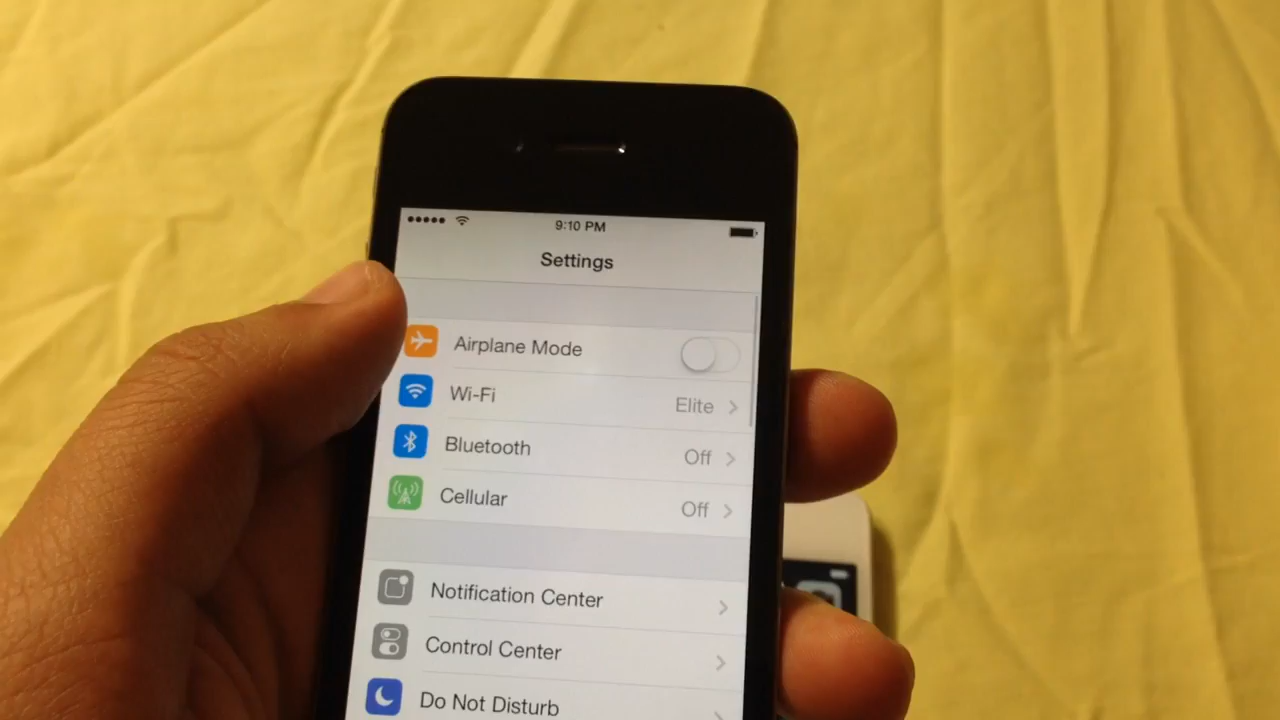 9:10 PM
Settings
Airplane Mode
Wi-Fi Elite
Bluetooth Off
Cellular Off
Notification Center
Control Center
Do Not Disturb